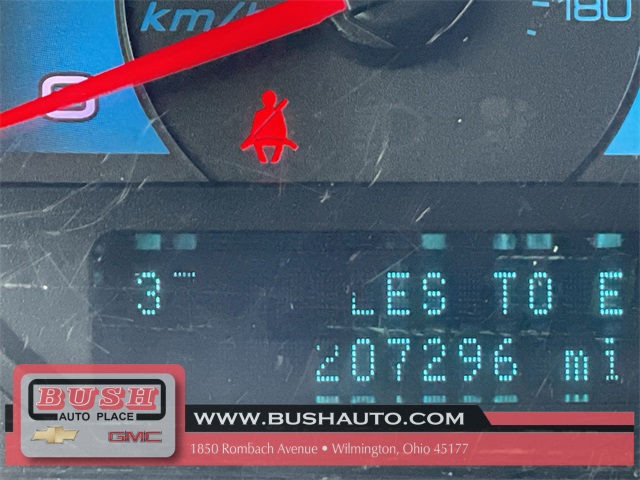 km/h
180
0
3 LES TO E
207296 mi
BUSH
AUTO PLACE
GMC
WWW.BUSHAUTO.COM
1850 Rombach Avenue • Wilmington, Ohio 45177